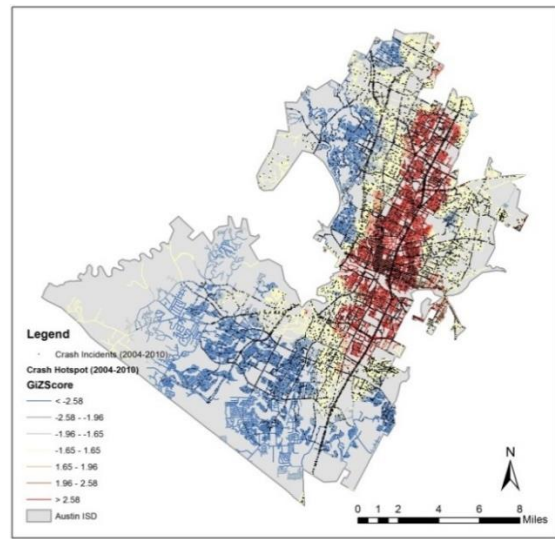 Legend
Crash Incidents (2004-2010)
Crash Hotspot (2004-2010)
GiZScore
< -2.58
-2.58 - -1.96
-1.96 - -1.65
-1.65 - 1.65
1.65 - 1.96
1.96 - 2.58
> 2.58
Austin ISD
N
0 1 2 4 6 8
Miles